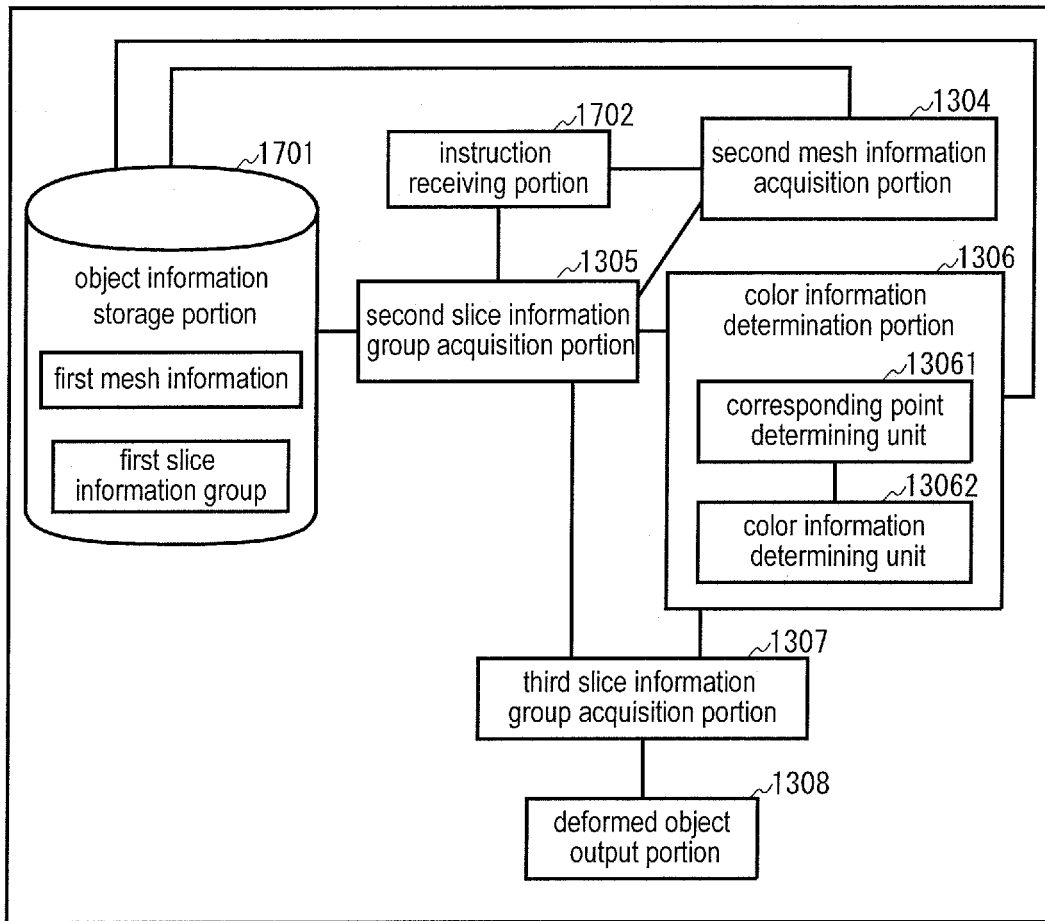 1304
1702
second mesh information
acquisition portion
instruction
receiving portion
1701
object information
storage portion
first mesh information
first slice
information group
1305
second slice information
group acquisition portion
1306
color information
determination portion
13061
corresponding point
determining unit
13062
color information
determining unit
1307
third slice information
group acquisition portion
1308
deformed object
output portion